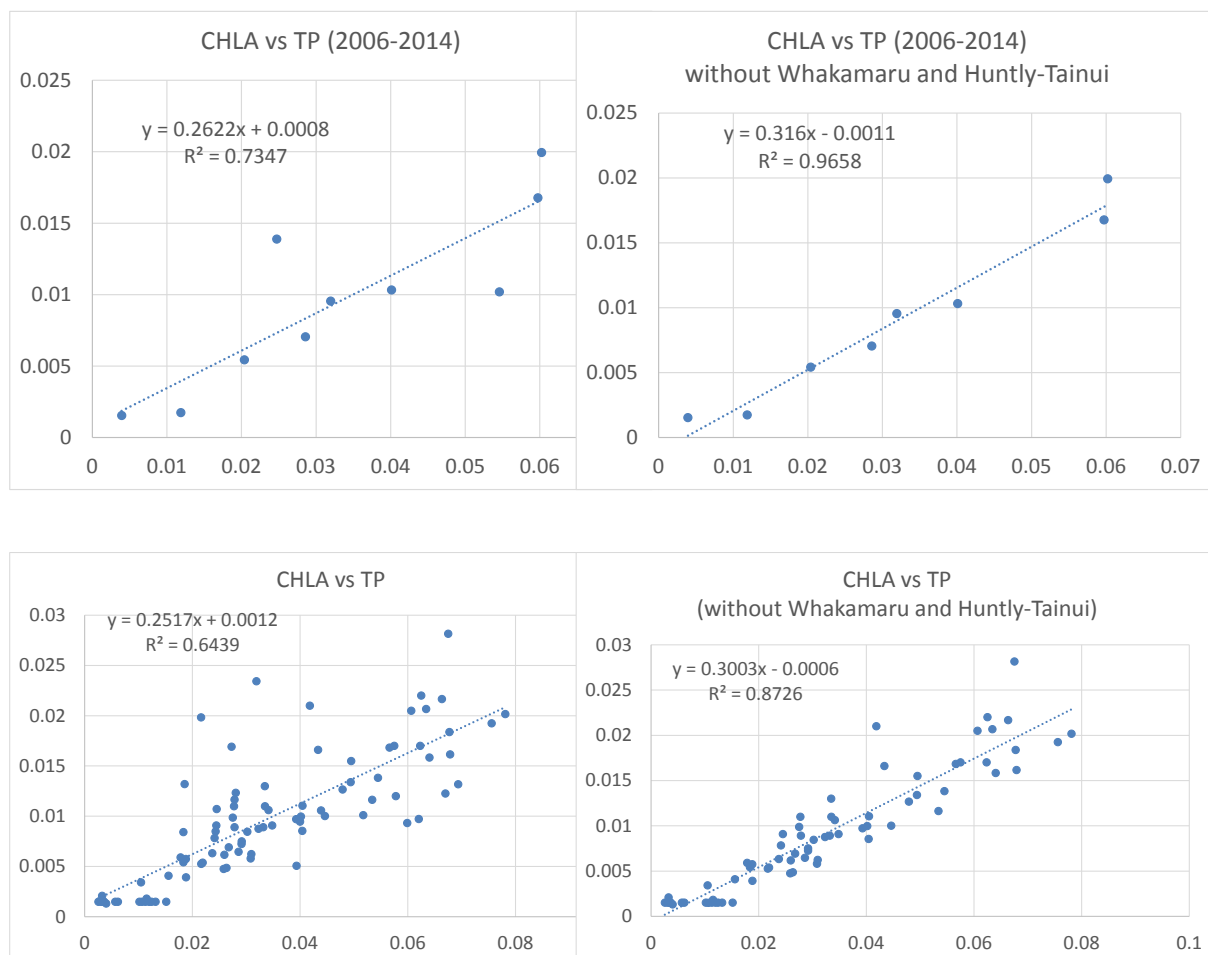 CHLA vs TP (2006-2014)
0.025
y = 0.2622x + 0.0008
R² = 0.7347
0.02
0.015
0.01
0.005
0
0 0.01 0.02 0.03 0.04 0.05 0.06
CHLA vs TP (2006-2014)
without Whakamaru and Huntly-Tainui
0.025
y = 0.316x - 0.0011
R² = 0.9658
0.02
0.015
0.01
0.005
0
0 0.01 0.02 0.03 0.04 0.05 0.06 0.07
CHLA vs TP
0.03
y = 0.2517x + 0.0012
R² = 0.6439
0.025
0.02
0.015
0.01
0.005
0
0 0.02 0.04 0.06 0.08
CHLA vs TP
(without Whakamaru and Huntly-Tainui)
0.03
y = 0.3003x - 0.0006
R² = 0.8726
0.025
0.02
0.015
0.01
0.005
0
0 0.02 0.04 0.06 0.08 0.1